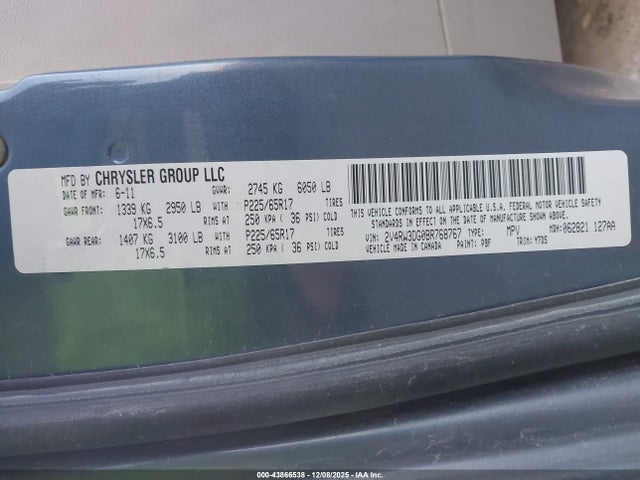 MFD BY CHRYSLER GROUP LLC
DATE OF MFR: 6-11 GVWR: 2745 KG 6050 LB
GAWR FRONT: 1339 KG 2950 LB WITH P225/65R17 TIRES
17X6.5 RIMS AT 250 KPA ( 36 PSI) COLD
GAWR REAR: 1407 KG 3100 LB WITH P225/65R17 TIRES
17X6.5 RIMS AT 250 KPA ( 36 PSI) COLD
THIS VEHICLE CONFORMS TO ALL APPLICABLE U.S.A. FEDERAL MOTOR VEHICLE SAFETY
STANDARDS IN EFFECT ON THE DATE OF MANUFACTURE SHOWN ABOVE.
VIN: 2V4RW3DG0BR768767 TYPE: MPV MDH: 062821 127AA
VEHICLE MADE IN CANADA PAINT: PBF TRIM: Y7D5
000-43866538 - 12/08/2025 - IAA Inc.